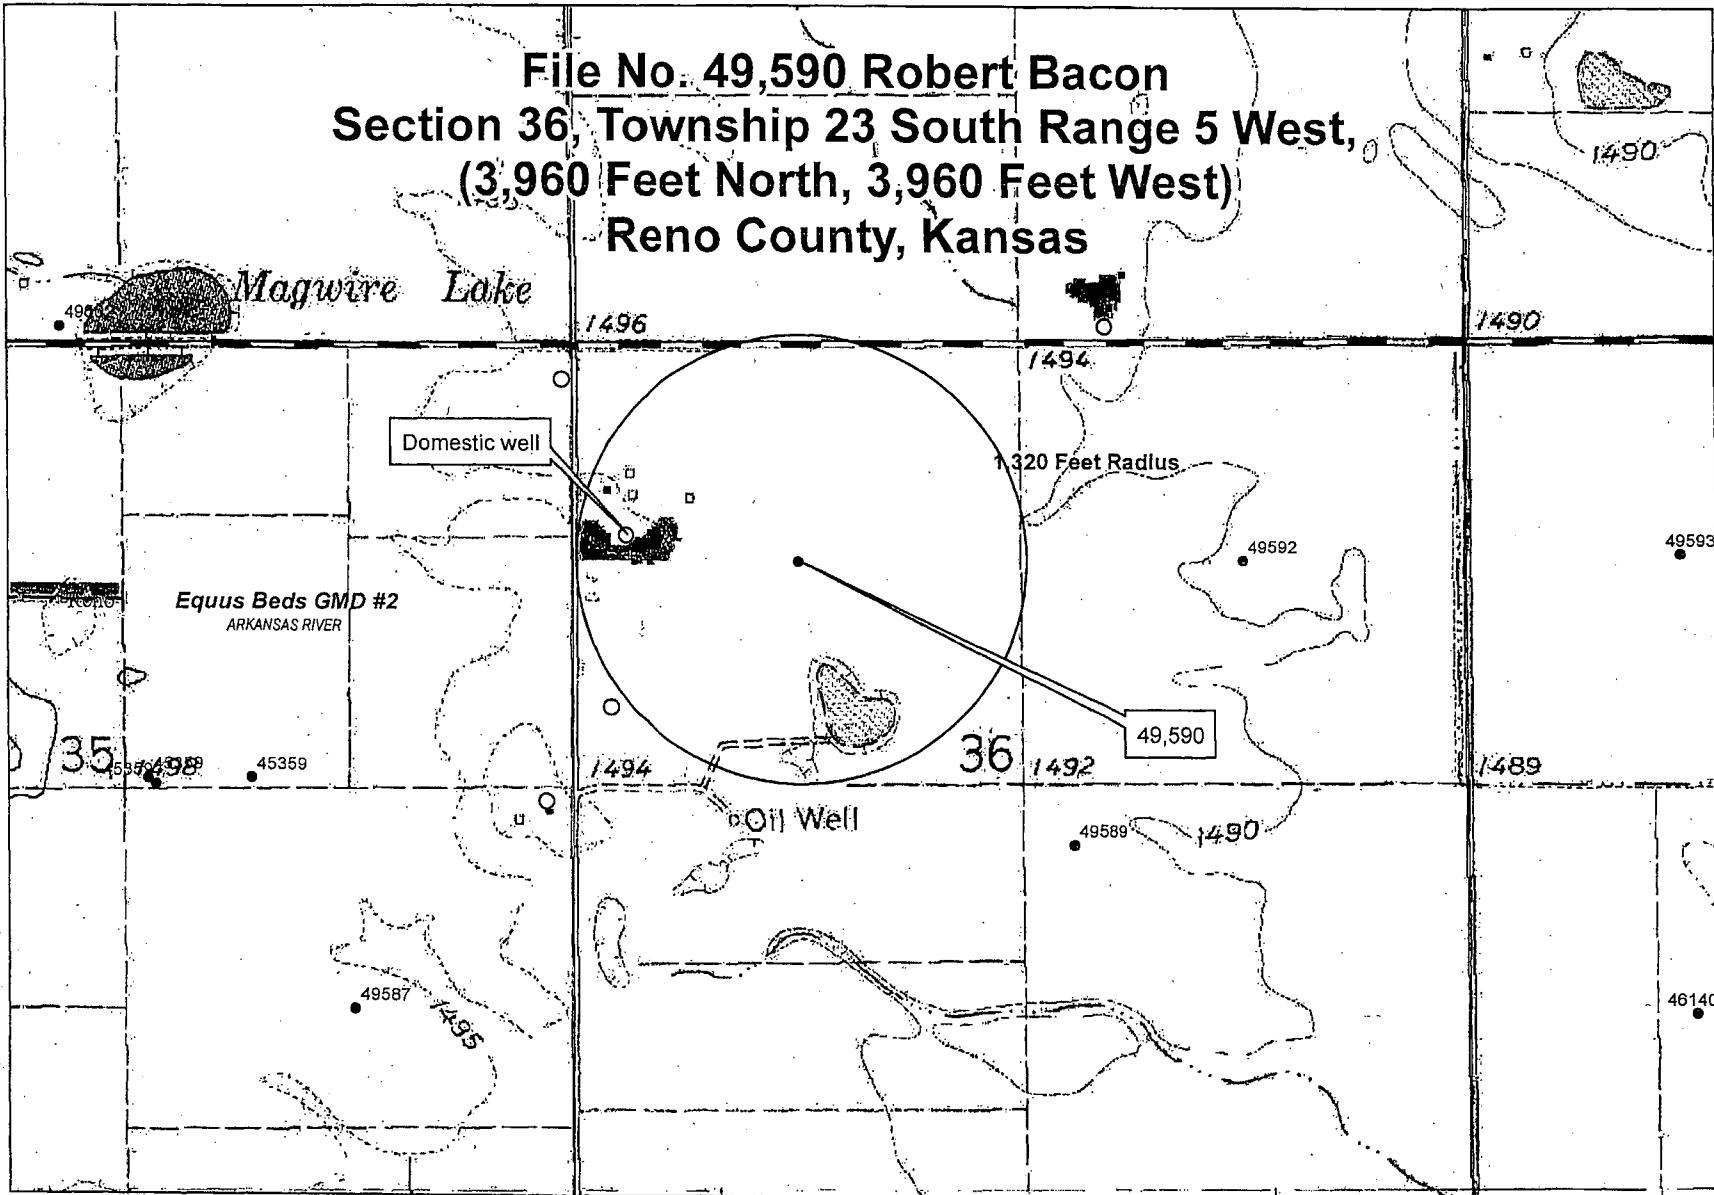 File No. 49,590 Robert Bacon
Section 36, Township 23 South Range 5 West,
(3,960 Feet North, 3,960 Feet West)
Reno County, Kansas
1490
Magwire Lake
1496
1490
1494
Domestic well
1,320 Feet Radius
49592
49593
Equus Beds GMD #2
ARKANSAS RIVER
49,590
35
1498
45359
1494
36
1492
1489
Oil Well
49589
1490
49587
1495
46140